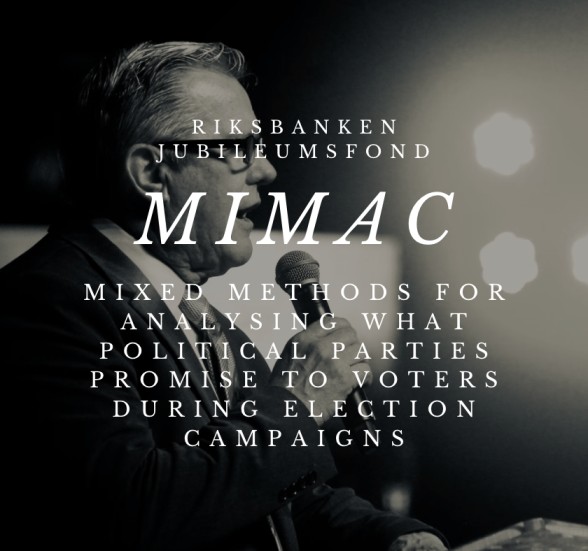 RIKSBANKEN
JUBILEUMSFOND
MIMAC
MIXED METHODS FOR
ANALYSING WHAT
POLITICAL PARTIES
PROMISE TO VOTERS
DURING ELECTION
CAMPAIGNS